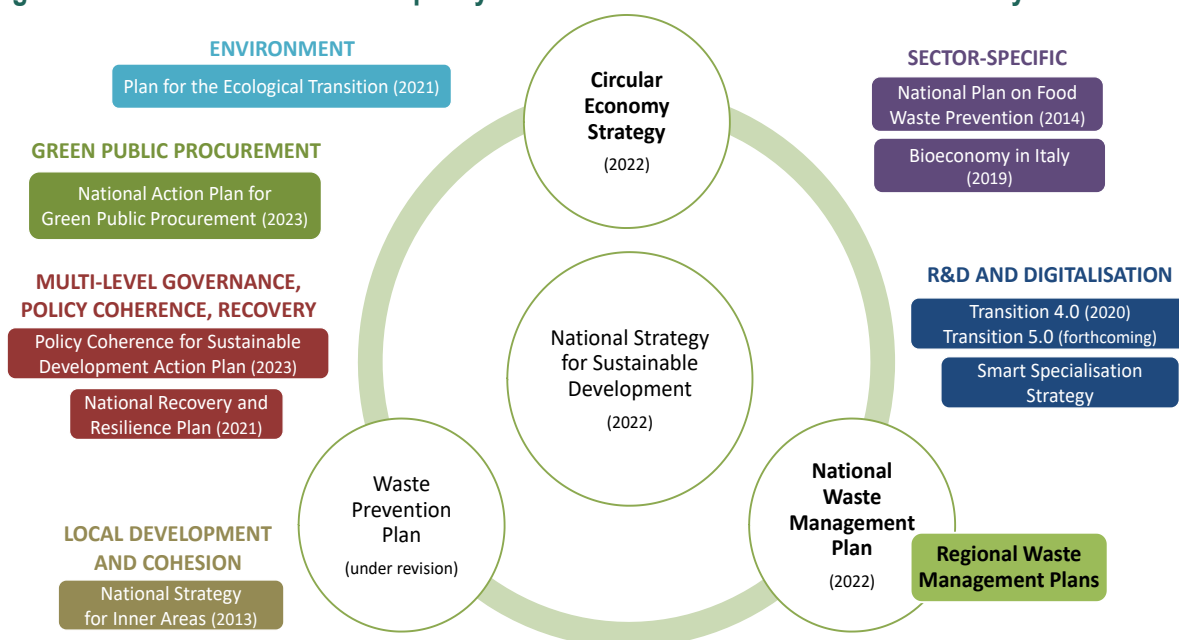 ENVIRONMENT
Plan for the Ecological Transition (2021)
GREEN PUBLIC PROCUREMENT
National Action Plan for
Green Public Procurement (2023)
MULTI-LEVEL GOVERNANCE,
POLICY COHERENCE, RECOVERY
Policy Coherence for Sustainable
Development Action Plan (2023)
National Recovery and
Resilience Plan (2021)
LOCAL DEVELOPMENT
AND COHESION
National Strategy
for Inner Areas (2013)
Circular
Economy
Strategy
(2022)
National Strategy
for Sustainable
Development
(2022)
Waste
Prevention
Plan
(under revision)
National
Waste
Management
Plan
(2022)
Regional Waste
Management Plans
SECTOR-SPECIFIC
National Plan on Food
Waste Prevention (2014)
Bioeconomy in Italy
(2019)
R&D AND DIGITALISATION
Transition 4.0 (2020)
Transition 5.0 (forthcoming)
Smart Specialisation
Strategy